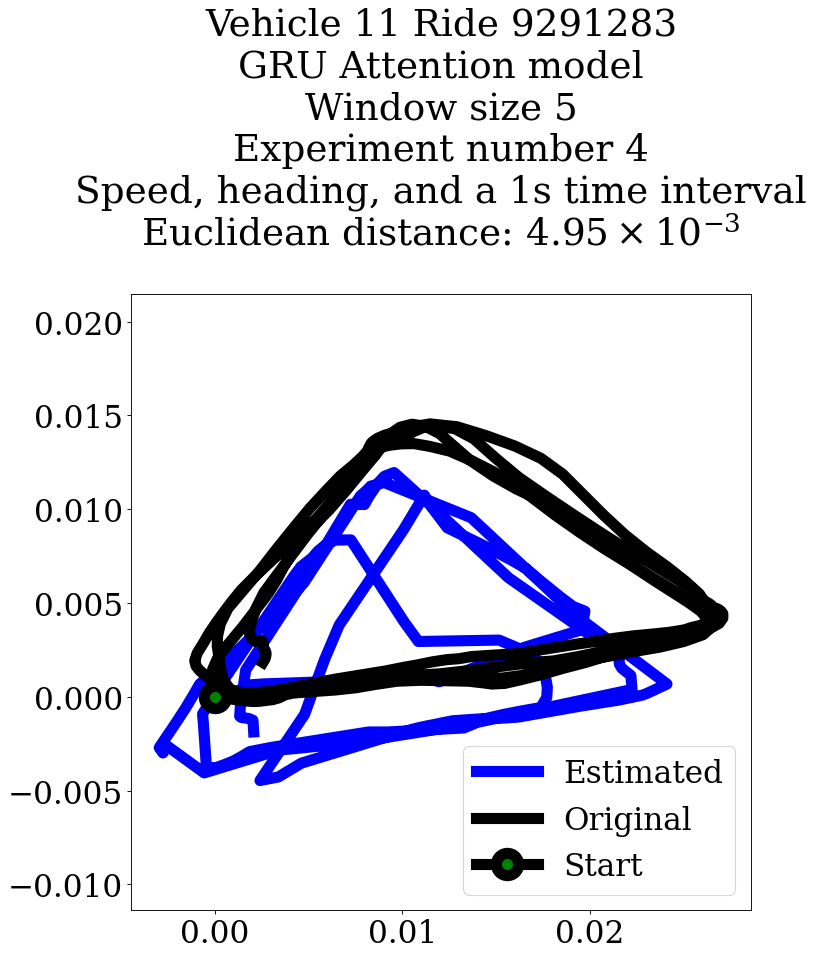 Vehicle 11 Ride 9291283
GRU Attention model
Window size 5
Experiment number 4
Speed, heading, and a 1s time interval
Euclidean distance: 4.95 × 10⁻³
0.020
0.015
0.010
0.005
0.000
−0.005
−0.010
Estimated
Original
Start
0.00 0.01 0.02